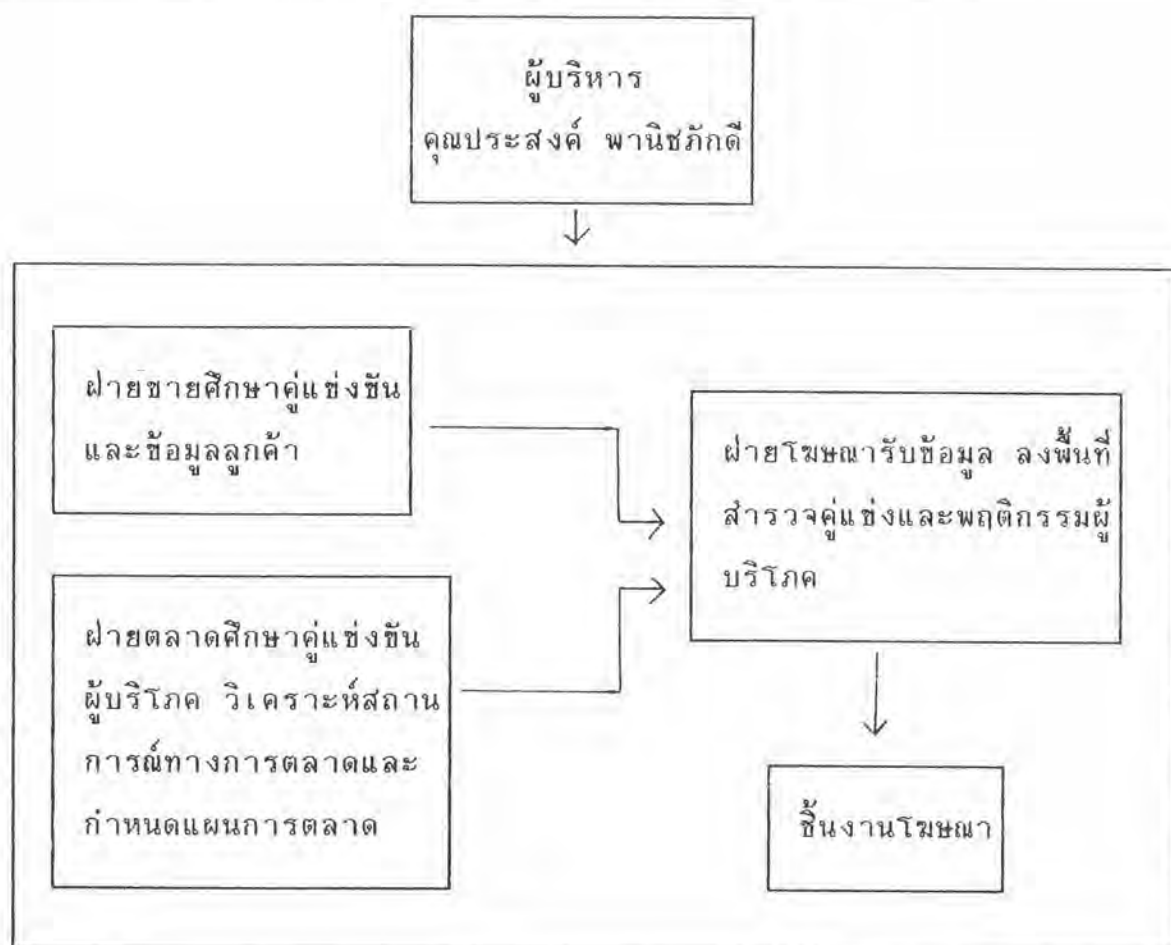 ผู้บริหาร
คุณประสงค์ พานิชภักดี
ฝ่ายขายศึกษาคู่แข่งขัน
และข้อมูลลูกค้า
ฝ่ายตลาดศึกษาคู่แข่งขัน
ผู้บริโภค วิเคราะห์สถาน
การณ์ทางการตลาดและ
กำหนดแผนการตลาด
ฝ่ายโฆษณารับข้อมูล ลงพื้นที่
สำรวจคู่แข่งและพฤติกรรมผู้
บริโภค
ชิ้นงานโฆษณา